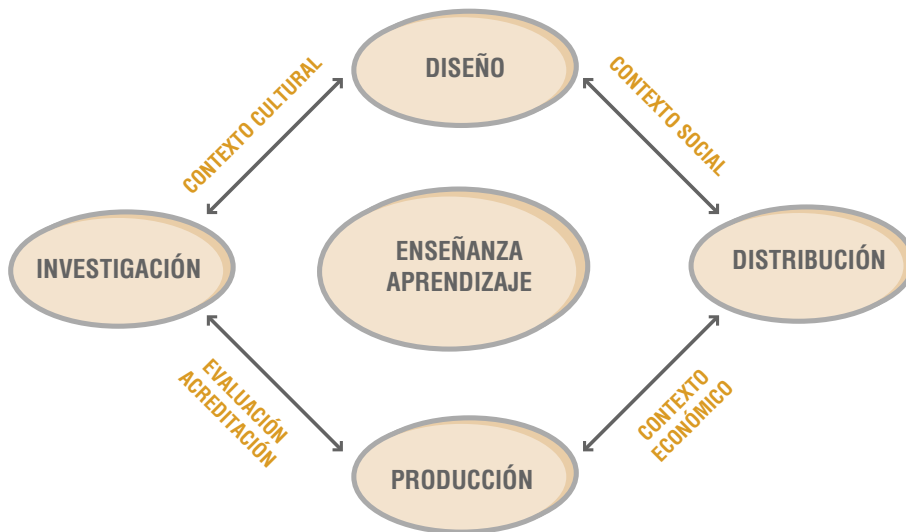 DISEÑO
CONTEXTO CULTURAL
CONTEXTO SOCIAL
INVESTIGACIÓN
ENSEÑANZA
APRENDIZAJE
DISTRIBUCIÓN
EVALUACIÓN
ACREDITACIÓN
CONTEXTO
ECONÓMICO
PRODUCCIÓN